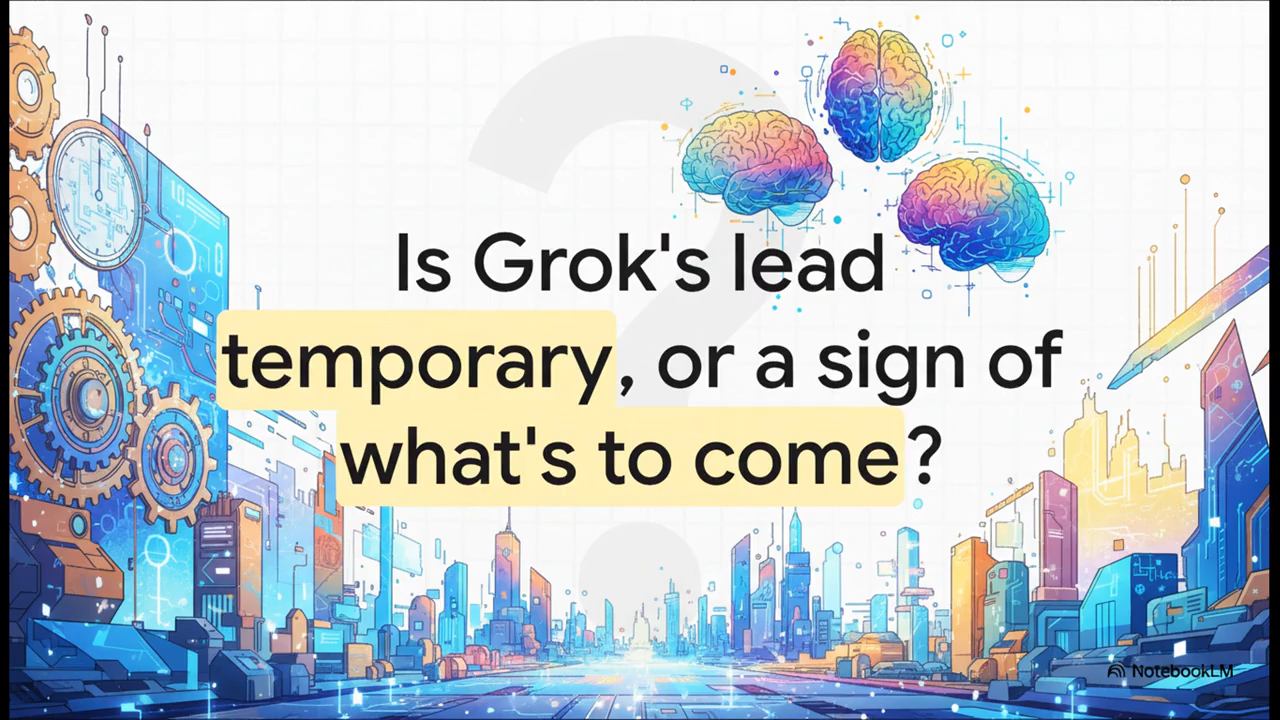 Is Grok's lead
temporary, or a sign of
what's to come?
NotebookLM